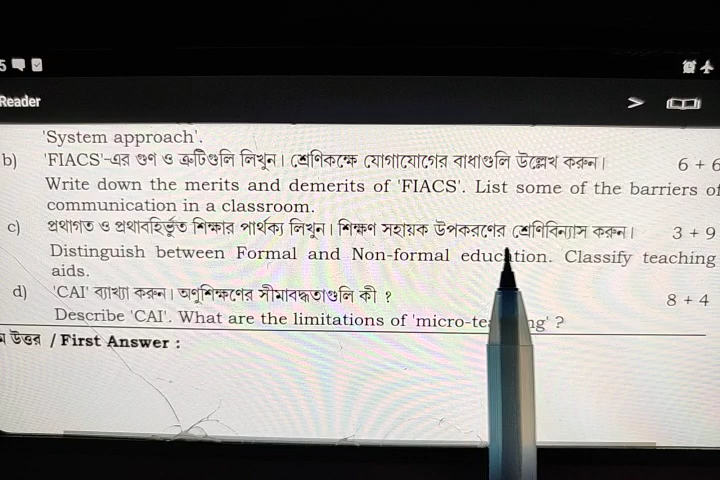 5
Reader
'System approach'.
b) 'FIACS'-এর গুণ ও ত্রুটিগুলি লিখুন। শ্রেণিকক্ষে যোগাযোগের বাধাগুলি উল্লেখ করুন। 6 + 6
Write down the merits and demerits of 'FIACS'. List some of the barriers of
communication in a classroom.
c) প্রথাগত ও প্রথাবহির্ভূত শিক্ষার পার্থক্য লিখুন। শিক্ষণ সহায়ক উপকরণের শ্রেণিবিন্যাস করুন। 3 + 9
Distinguish between Formal and Non-formal education. Classify teaching
aids.
d) 'CAI' ব্যাখ্যা করুন। অণুশিক্ষণের সীমাবদ্ধতাগুলি কী ? 8 + 4
Describe 'CAI'. What are the limitations of ?
উত্তর / First Answer :